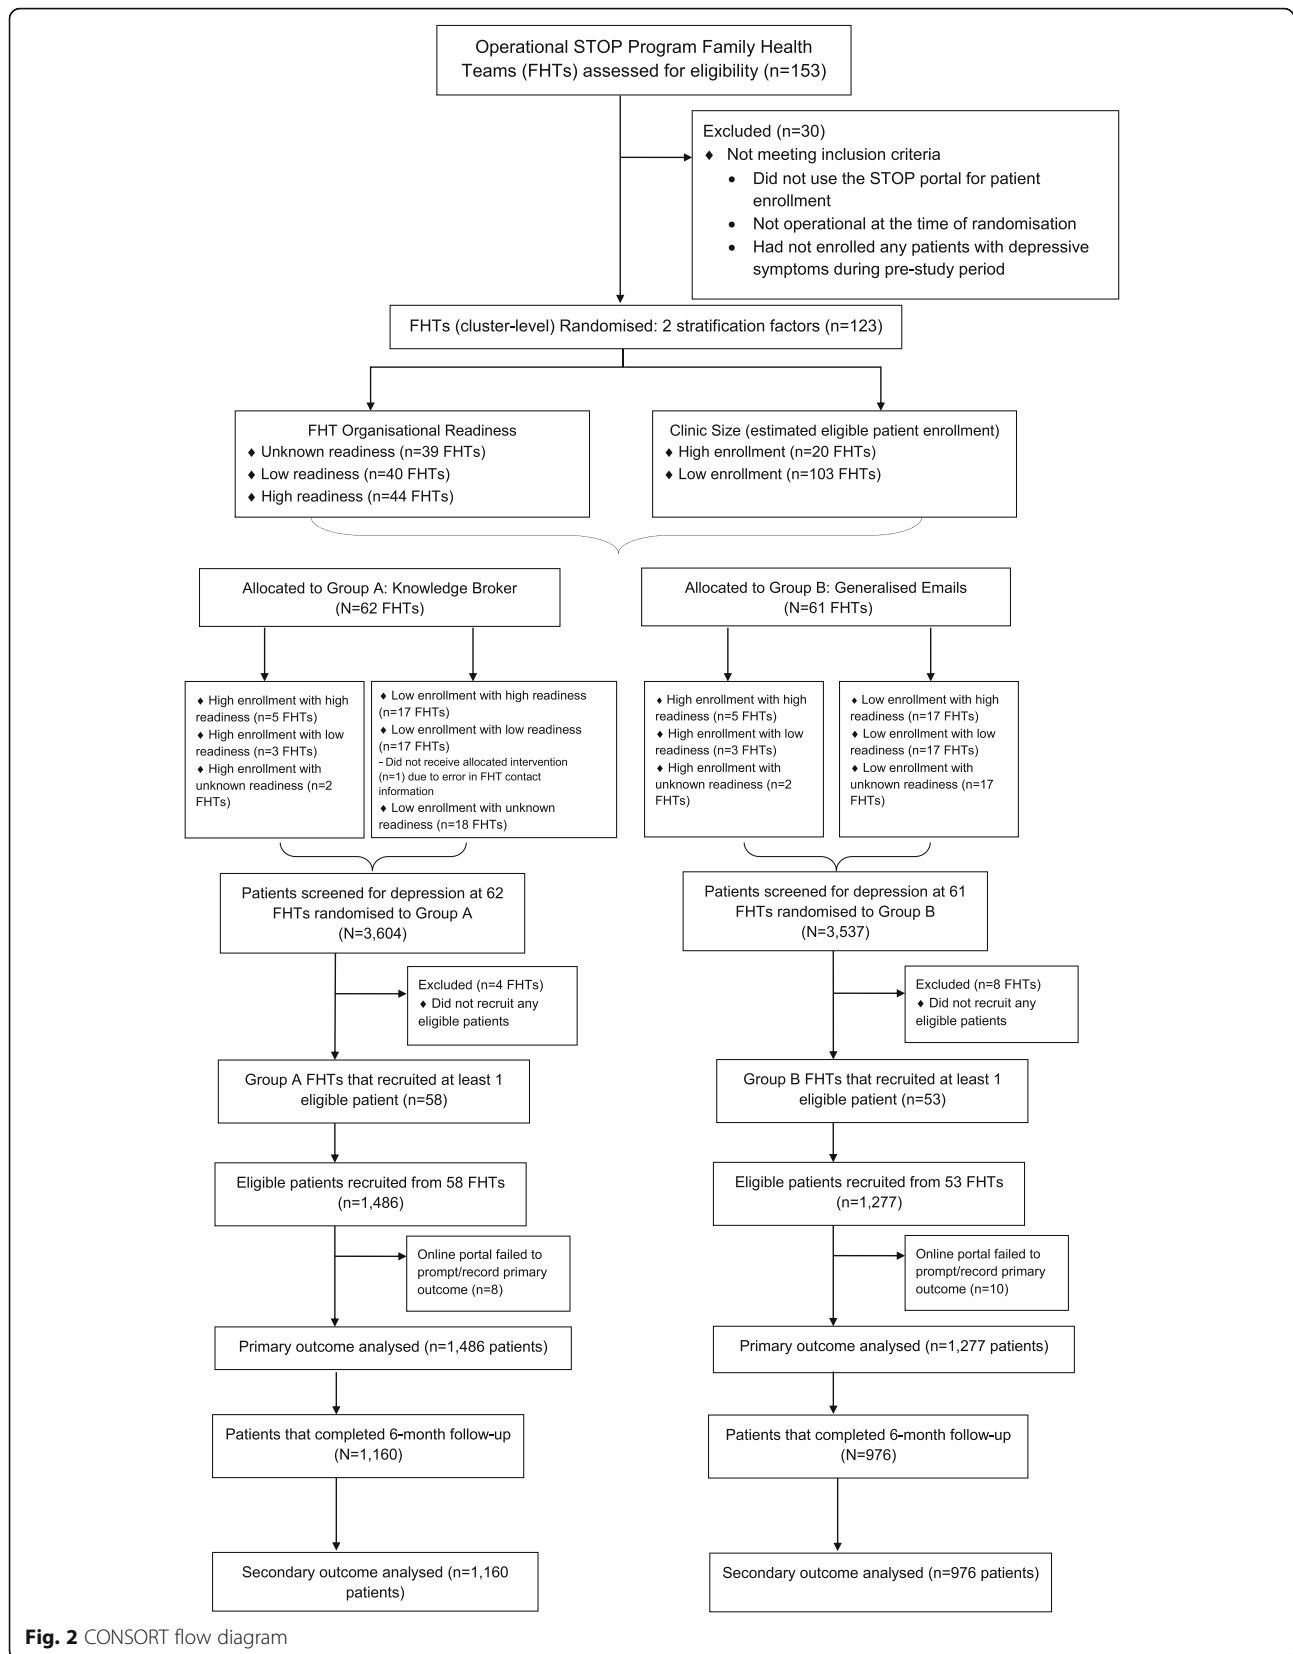 Operational STOP Program Family Health
Teams (FHTs) assessed for eligibility (n=153)
Excluded (n=30)
♦ Not meeting inclusion criteria
• Did not use the STOP portal for patient
enrollment
• Not operational at the time of randomisation
• Had not enrolled any patients with depressive
symptoms during pre-study period
FHTs (cluster-level) Randomised: 2 stratification factors (n=123)
FHT Organisational Readiness
♦ Unknown readiness (n=39 FHTs)
♦ Low readiness (n=40 FHTs)
♦ High readiness (n=44 FHTs)
Clinic Size (estimated eligible patient enrollment)
♦ High enrollment (n=20 FHTs)
♦ Low enrollment (n=103 FHTs)
Allocated to Group A: Knowledge Broker
(N=62 FHTs)
Allocated to Group B: Generalised Emails
(N=61 FHTs)
♦ High enrollment with high
readiness (n=5 FHTs)
♦ High enrollment with low
readiness (n=3 FHTs)
♦ High enrollment with
unknown readiness (n=2
FHTs)
♦ Low enrollment with high readiness
(n=17 FHTs)
♦ Low enrollment with low readiness
(n=17 FHTs)
- Did not receive allocated intervention
(n=1) due to error in FHT contact
information
♦ Low enrollment with unknown
readiness (n=18 FHTs)
♦ High enrollment with high
readiness (n=5 FHTs)
♦ High enrollment with low
readiness (n=3 FHTs)
♦ High enrollment with
unknown readiness (n=2
FHTs)
♦ Low enrollment with high
readiness (n=17 FHTs)
♦ Low enrollment with low
readiness (n=17 FHTs)
♦ Low enrollment with
unknown readiness (n=17
FHTs)
Patients screened for depression at 62
FHTs randomised to Group A
(N=3,604)
Patients screened for depression at 61
FHTs randomised to Group B
(N=3,537)
Excluded (n=4 FHTs)
♦ Did not recruit any
eligible patients
Excluded (n=8 FHTs)
♦ Did not recruit any
eligible patients
Group A FHTs that recruited at least 1
eligible patient (n=58)
Group B FHTs that recruited at least 1
eligible patient (n=53)
Eligible patients recruited from 58 FHTs
(n=1,486)
Eligible patients recruited from 53 FHTs
(n=1,277)
Online portal failed to
prompt/record primary
outcome (n=8)
Online portal failed to
prompt/record primary
outcome (n=10)
Primary outcome analysed (n=1,486 patients)
Primary outcome analysed (n=1,277 patients)
Patients that completed 6-month follow-up
(N=1,160)
Patients that completed 6-month follow-up
(N=976)
Secondary outcome analysed (n=1,160
patients)
Secondary outcome analysed (n=976 patients)
Fig. 2 CONSORT flow diagram